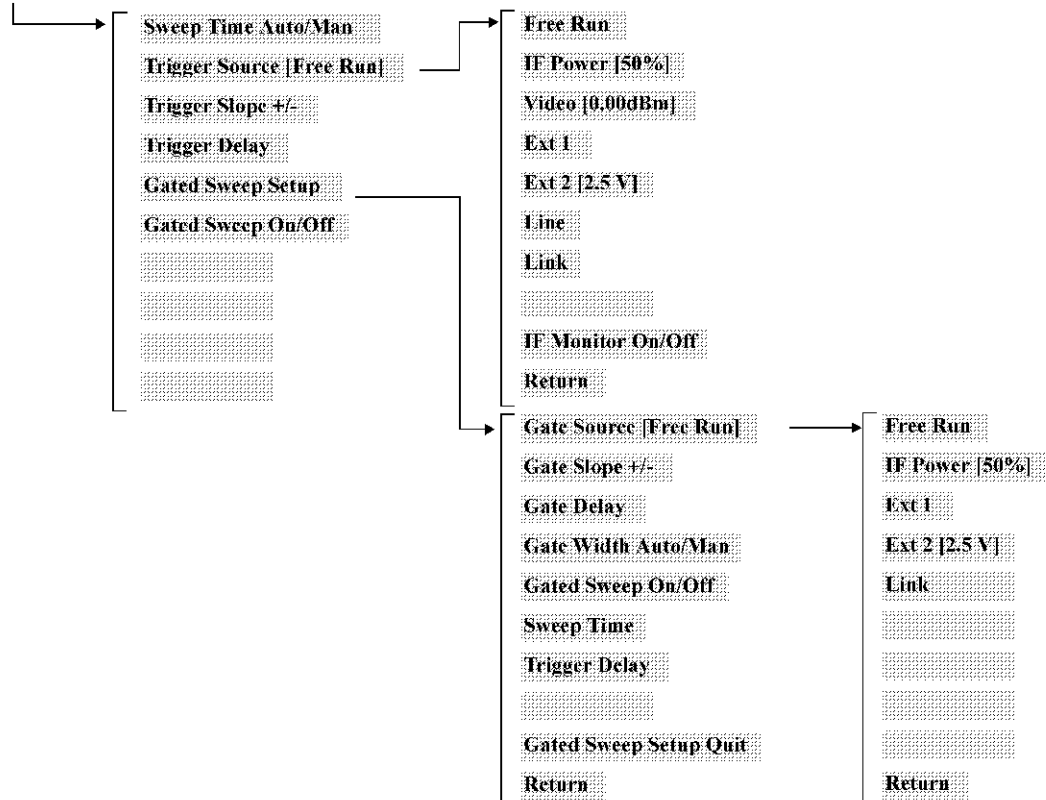 Sweep Time Auto/Man
Trigger Source [Free Run]
Trigger Slope +/-
Trigger Delay
Gated Sweep Setup
Gated Sweep On/Off
Free Run
IF Power [50%]
Video [0.00dBm]
Ext 1
Ext 2 [2.5 V]
Line
Link
IF Monitor On/Off
Return
Gate Source [Free Run]
Gate Slope +/-
Gate Delay
Gate Width Auto/Man
Gated Sweep On/Off
Sweep Time
Trigger Delay
Gated Sweep Setup Quit
Return
Free Run
IF Power [50%]
Ext 1
Ext 2 [2.5 V]
Link
Return